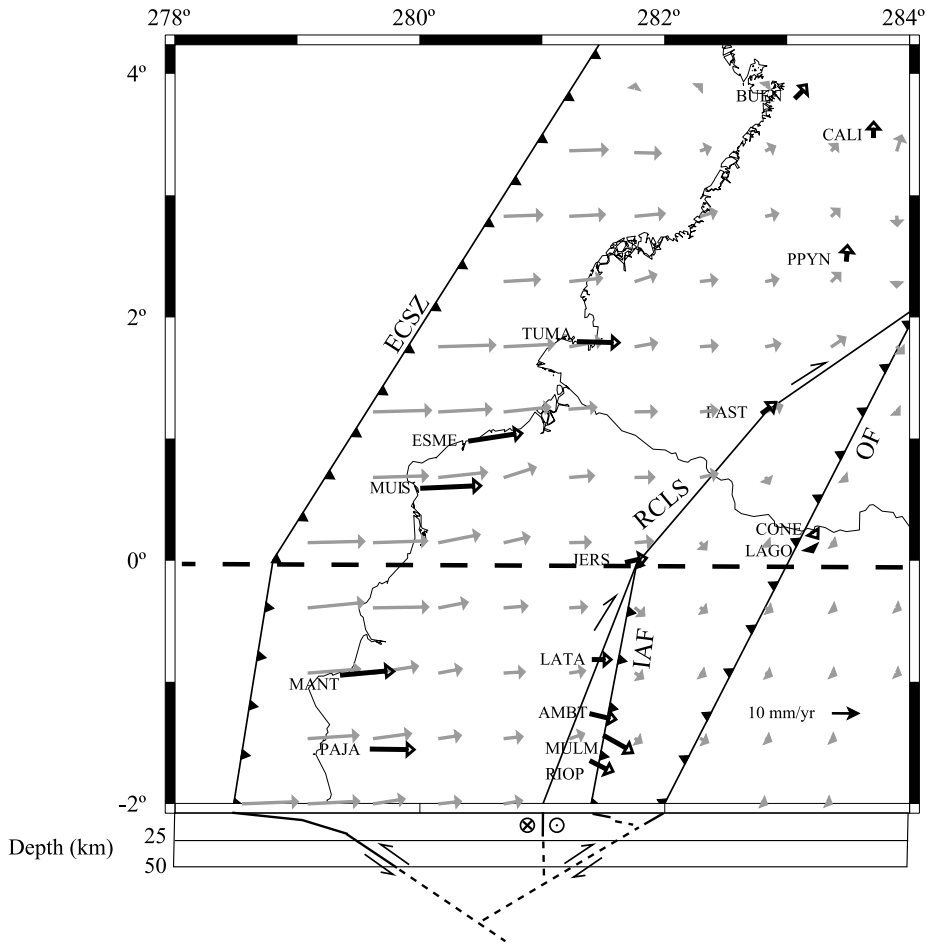 278º 280º 282º 284º
4º
BUEN
CALI
PPYN
ECSZ
2º
TUMA
PAST
ESME
OF
MUIS
RCLS
CONE
LAGO
0º
JERS
IAF
LATA
MANT
AMBT
10 mm/yr
PAJA
MULM
RIOP
-2º
25
Depth (km)
50